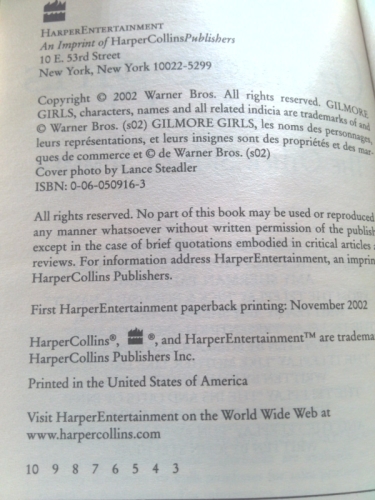 HARPERENTERTAINMENT
An Imprint of HarperCollinsPublishers
10 E. 53rd Street
New York, New York 10022-5299
Copyright © 2002 Warner Bros. All rights reserved. GILMORE
GIRLS, characters, names and all related indicia are trademarks of and
© Warner Bros. (s02) GILMORE GIRLS, les noms des personnages,
leurs représentations, et leurs insignes sont des propriétés et des mar-
ques de commerce et © de Warner Bros. (s02)
Cover photo by Lance Steadler
ISBN: 0-06-050916-3
All rights reserved. No part of this book may be used or reproduced
any manner whatsoever without written permission of the publish
except in the case of brief quotations embodied in critical articles
reviews. For information address HarperEntertainment, an imprin
HarperCollins Publishers.
First HarperEntertainment paperback printing: November 2002
HarperCollins®, ®, and HarperEntertainment™ are tradema
HarperCollins Publishers Inc.
Printed in the United States of America
Visit HarperEntertainment on the World Wide Web at
www.harpercollins.com
10 9 8 7 6 5 4 3